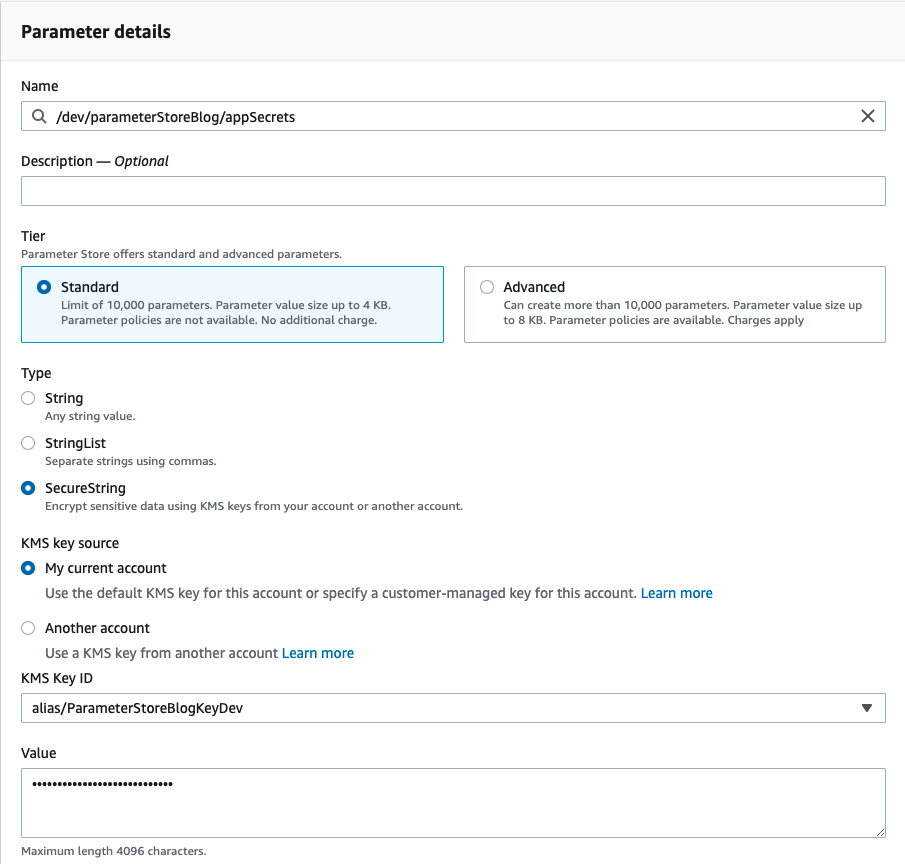 Parameter details
Name
/dev/parameterStoreBlog/appSecrets
Description — Optional
Tier
Parameter Store offers standard and advanced parameters.
Standard
Limit of 10,000 parameters. Parameter value size up to 4 KB.
Parameter policies are not available. No additional charge.
Advanced
Can create more than 10,000 parameters. Parameter value size up
to 8 KB. Parameter policies are available. Charges apply
Type
String
Any string value.
StringList
Separate strings using commas.
SecureString
Encrypt sensitive data using KMS keys from your account or another account.
KMS key source
My current account
Use the default KMS key for this account or specify a customer-managed key for this account. Learn more
Another account
Use a KMS key from another account Learn more
KMS Key ID
alias/ParameterStoreBlogKeyDev
Value
••••••••••••••••••••••••••••
Maximum length 4096 characters.